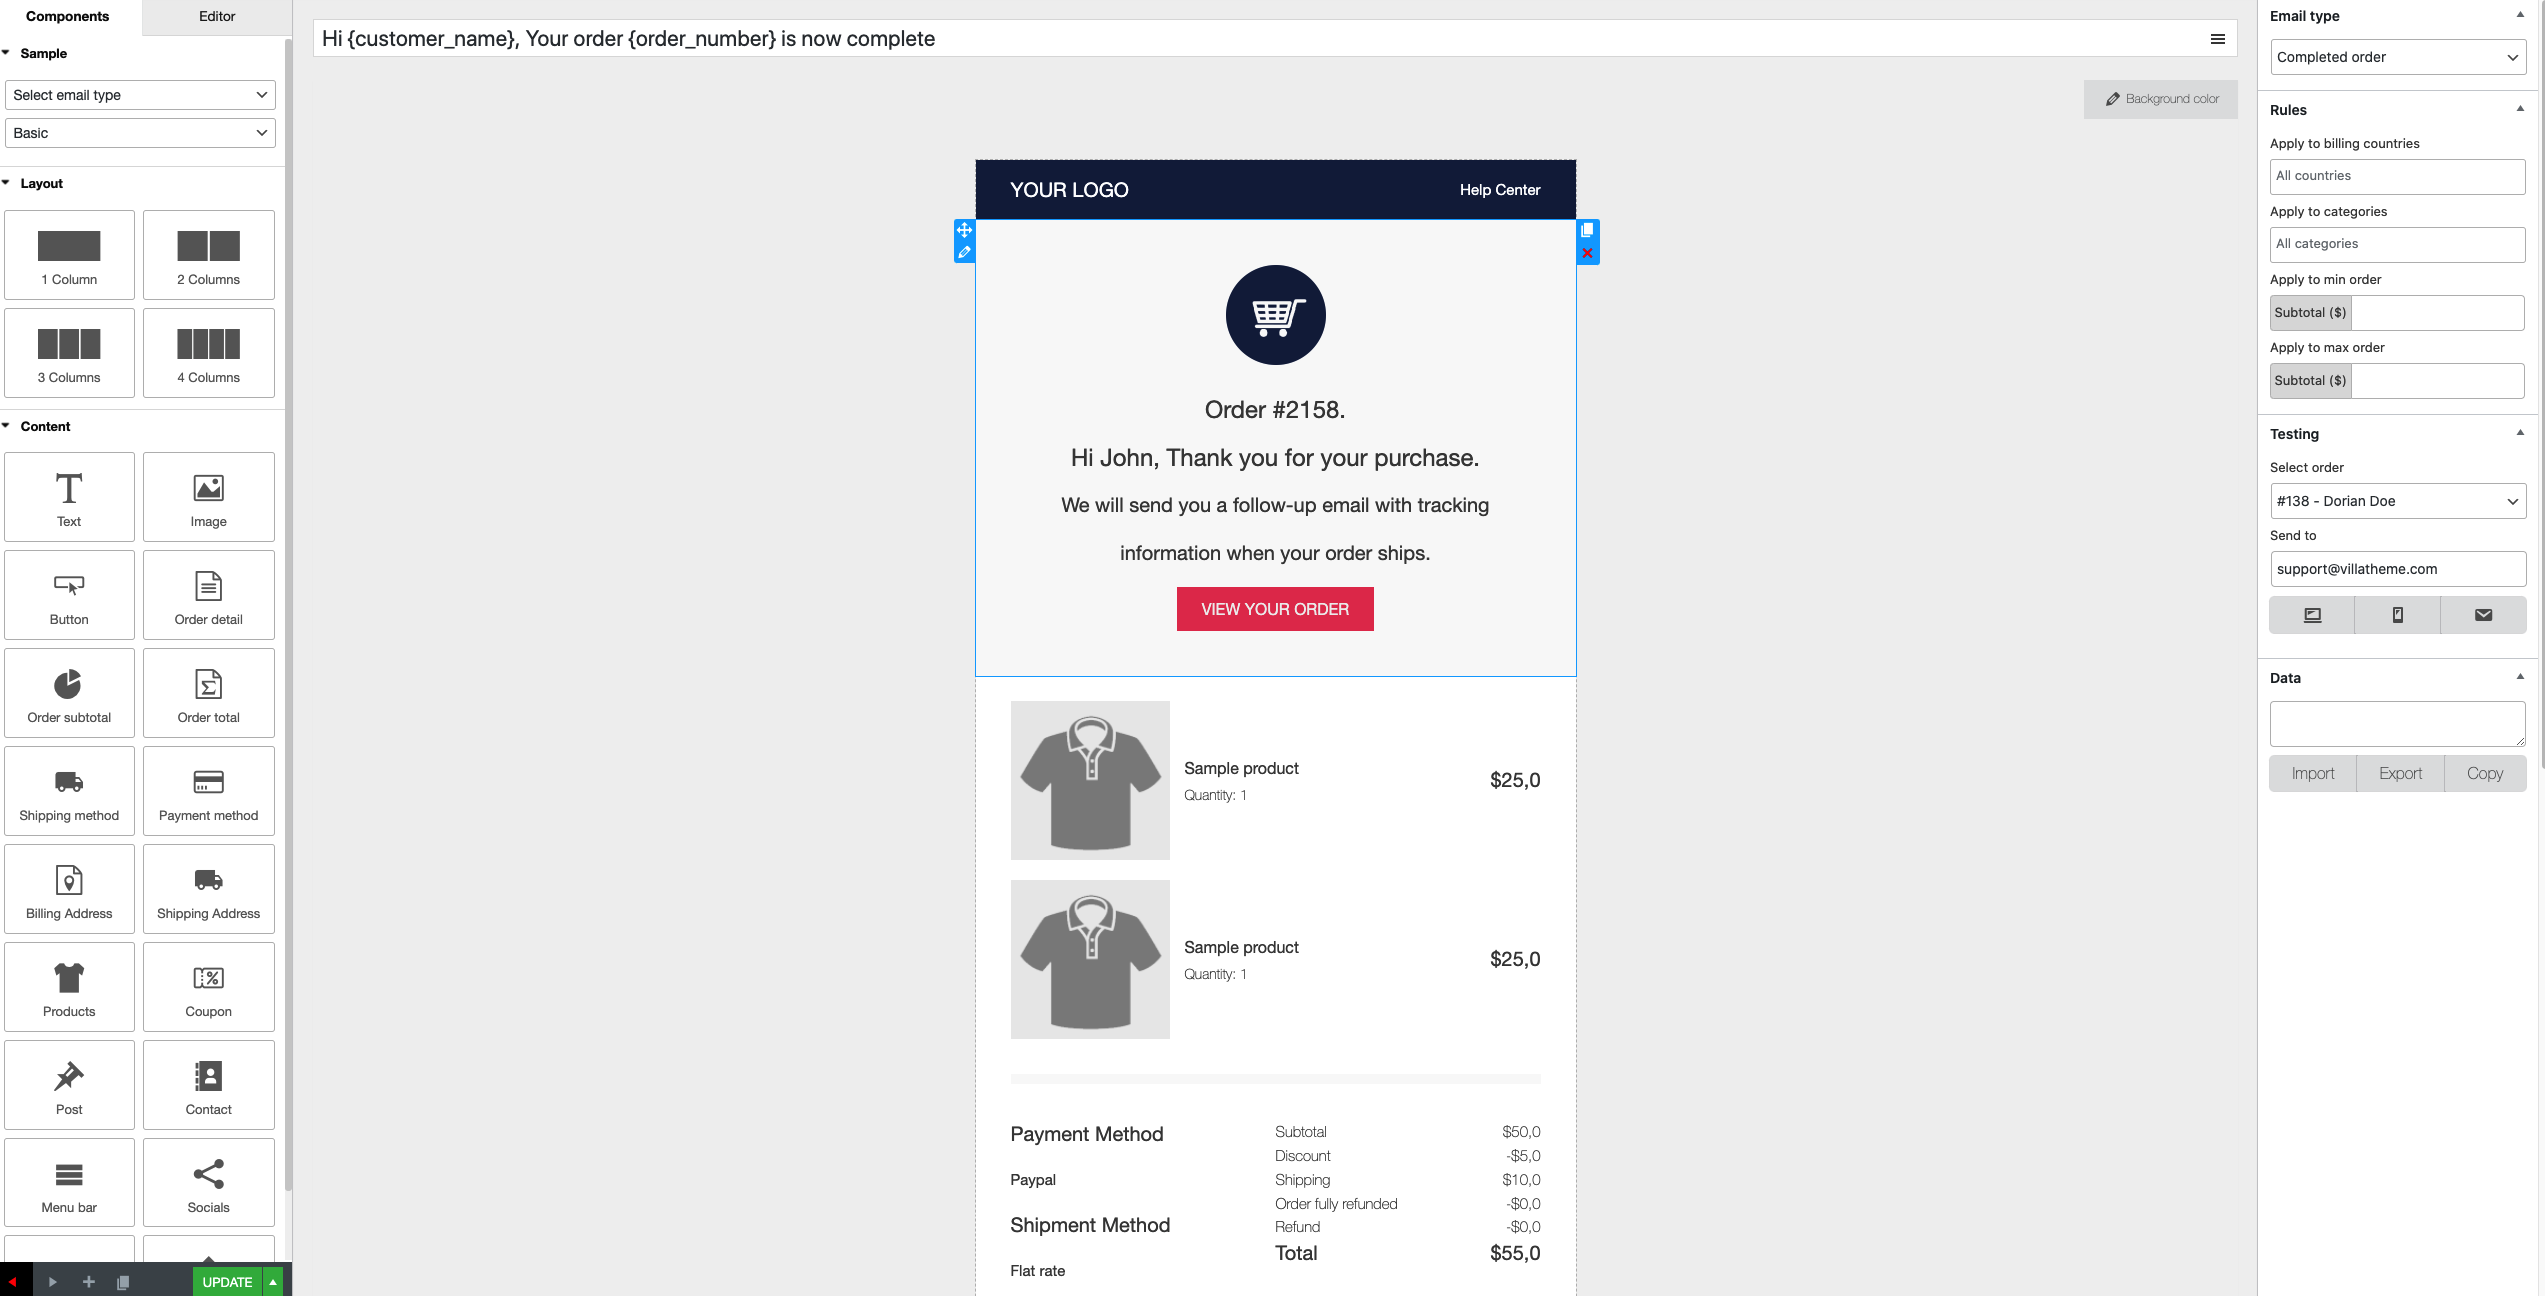 Components
Editor
Sample
Select email type
Basic
Layout
1 Column
2 Columns
3 Columns
4 Columns
Content
Text
Image
Button
Order detail
Order subtotal
Order total
Shipping method
Payment method
Billing Address
Shipping Address
Products
Coupon
Post
Contact
Menu bar
Socials
UPDATE
Hi {customer_name}, Your order {order_number} is now complete
Background color
YOUR LOGO
Help Center
Order #2158.
Hi John, Thank you for your purchase.
We will send you a follow-up email with tracking
information when your order ships.
VIEW YOUR ORDER
Sample product
Quantity: 1
$25,0
Sample product
Quantity: 1
$25,0
Payment Method
Paypal
Shipment Method
Flat rate
Subtotal $50,0
Discount -$5,0
Shipping $10,0
Order fully refunded -$0,0
Refund -$0,0
Total $55,0
Email type
Completed order
Rules
Apply to billing countries
All countries
Apply to categories
All categories
Apply to min order
Subtotal ($)
Apply to max order
Subtotal ($)
Testing
Select order
#138 - Dorian Doe
Send to
support@villatheme.com
Data
Import Export Copy